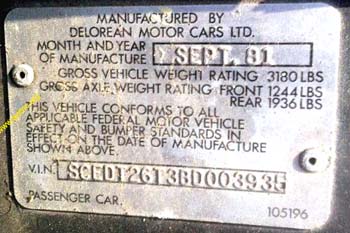 MANUFACTURED BY
DELOREAN MOTOR CARS LTD.
MONTH AND YEAR
OF MANUFACTURE SEPT. 81
GROSS VEHICLE WEIGHT RATING 3180 LBS
GROSS AXLE WEIGHT RATING FRONT 1244 LBS
REAR 1936 LBS
THIS VEHICLE CONFORMS TO ALL
APPLICABLE FEDERAL MOTOR VEHICLE
SAFETY AND BUMPER STANDARDS IN
EFFECT ON THE DATE OF MANUFACTURE
SHOWN ABOVE.
V.I.N. SCEDT26T3BD003935
PASSENGER CAR. 105196